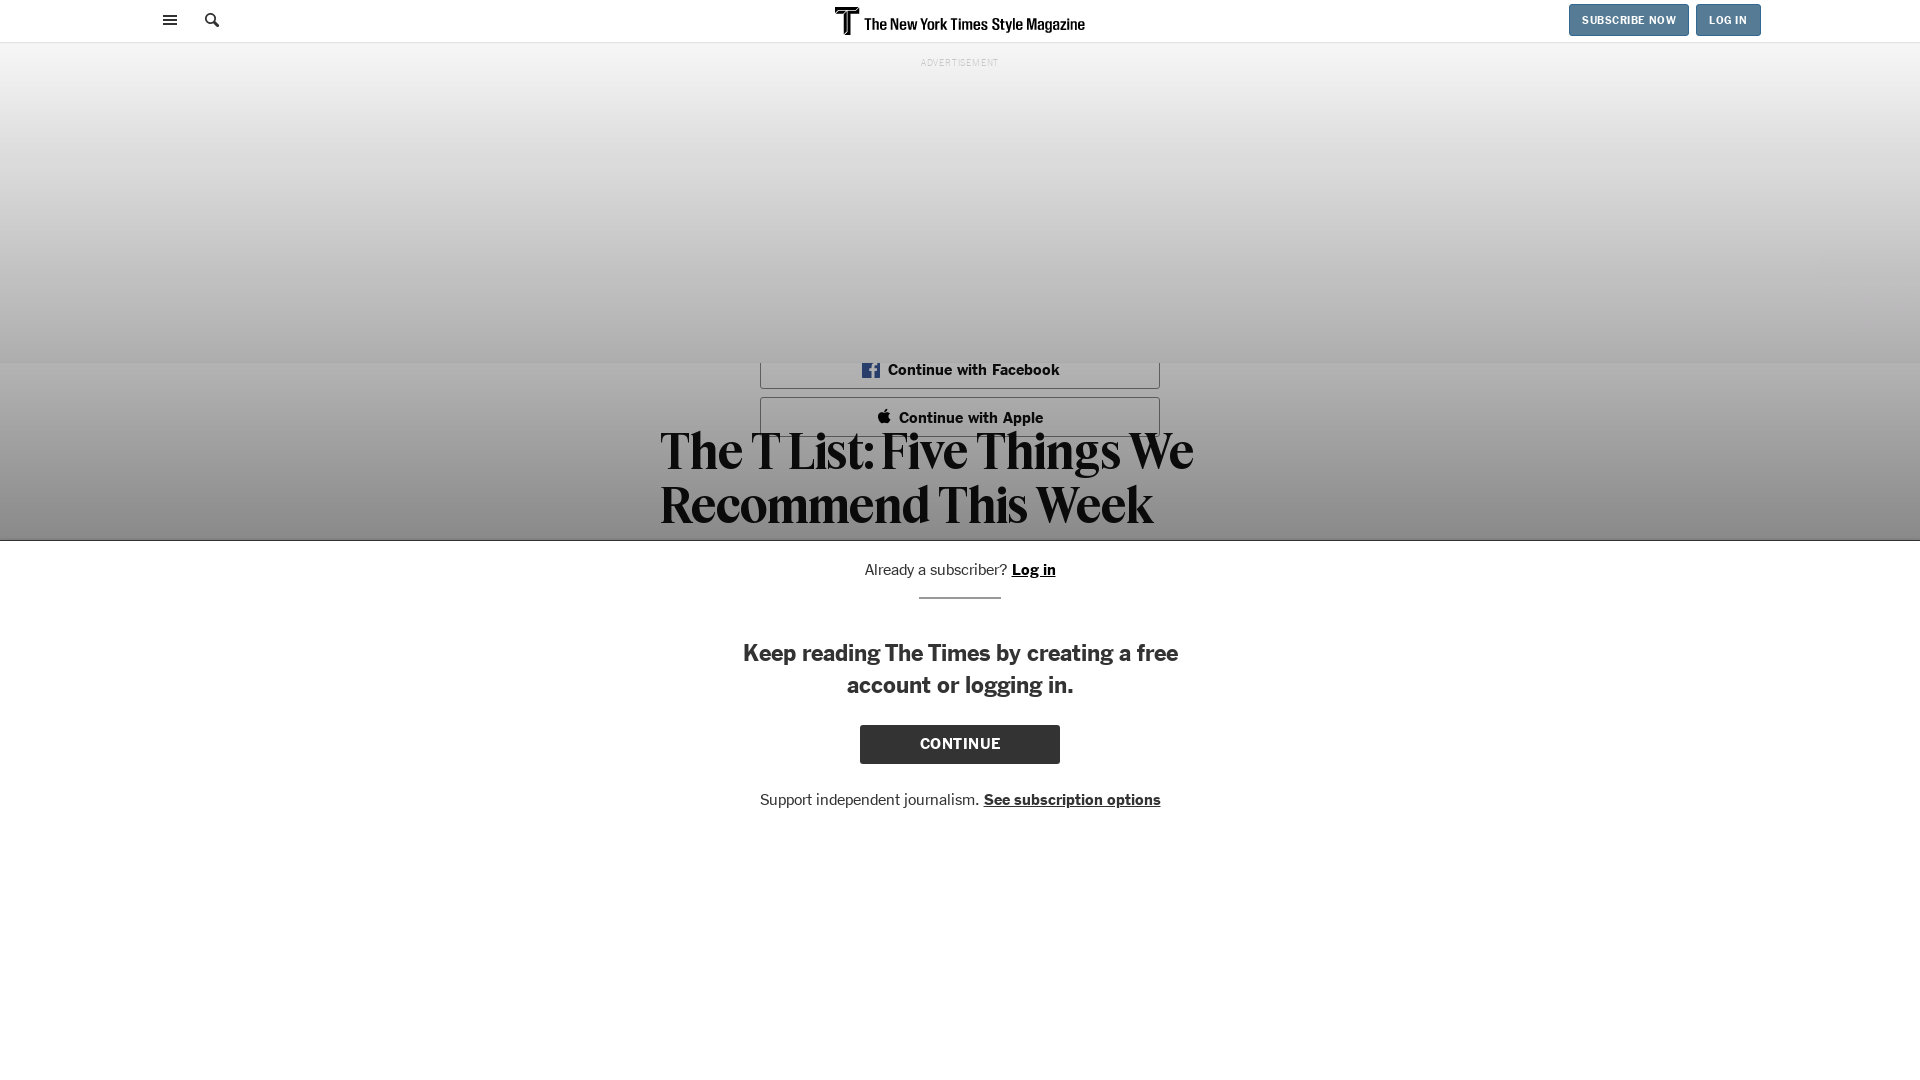 The New York Times Style Magazine
SUBSCRIBE NOW
LOG IN
ADVERTISEMENT
Continue with Facebook
Continue with Apple
The T List: Five Things We
Recommend This Week
Already a subscriber? Log in
Keep reading The Times by creating a free
account or logging in.
CONTINUE
Support independent journalism. See subscription options